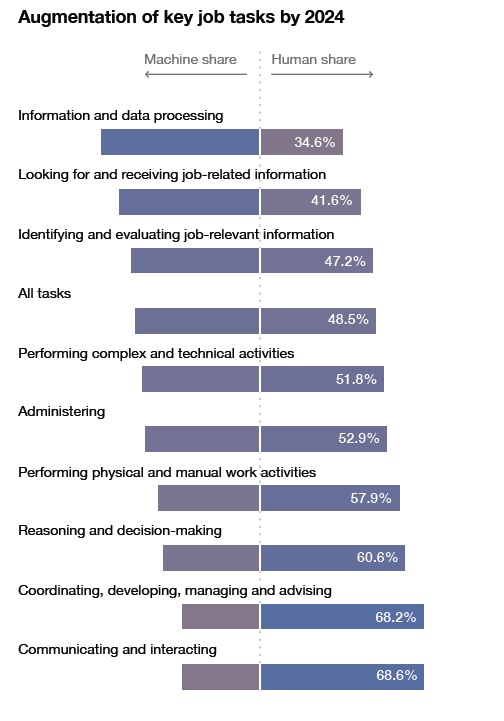 Augmentation of key job tasks by 2024
Machine share Human share
Information and data processing
34.6%
Looking for and receiving job-related information
41.6%
Identifying and evaluating job-relevant information
47.2%
All tasks
48.5%
Performing complex and technical activities
51.8%
Administering
52.9%
Performing physical and manual work activities
57.9%
Reasoning and decision-making
60.6%
Coordinating, developing, managing and advising
68.2%
Communicating and interacting
68.6%